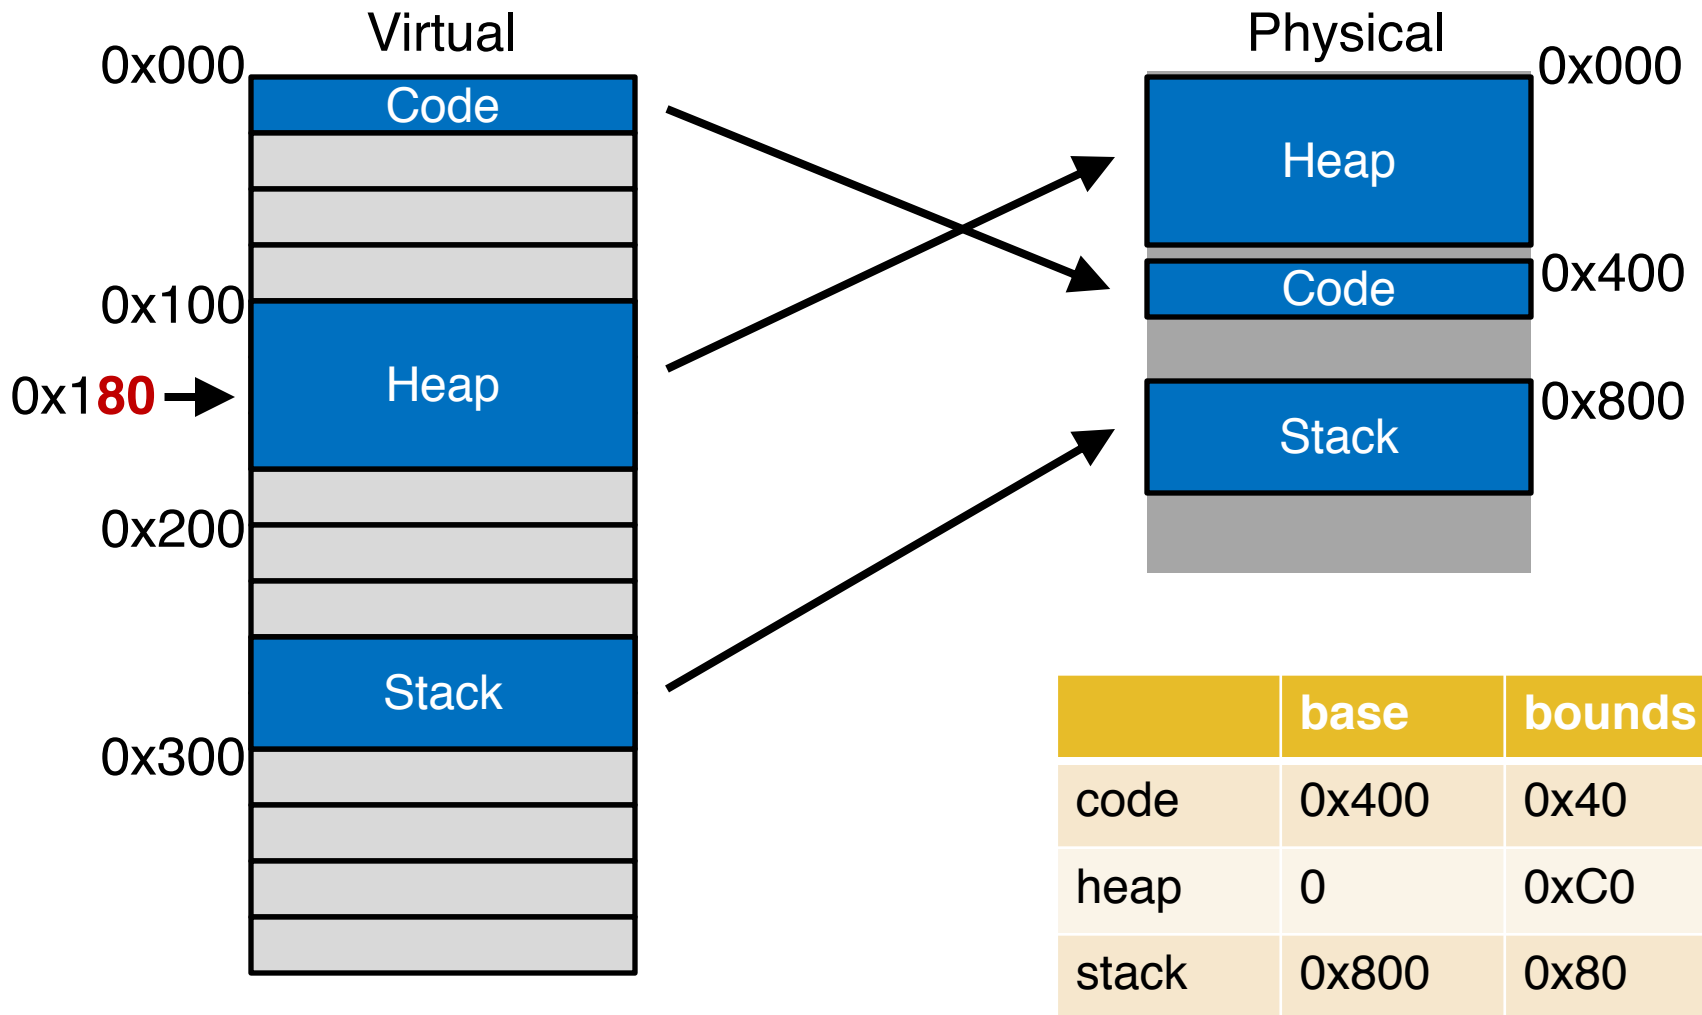 Virtual
0x000
Code
0x100
0x180
Heap
0x200
Stack
0x300
Physical
0x000
Heap
Code
0x400
0x800
Stack
base bounds
code 0x400 0x40
heap 0 0xC0
stack 0x800 0x80